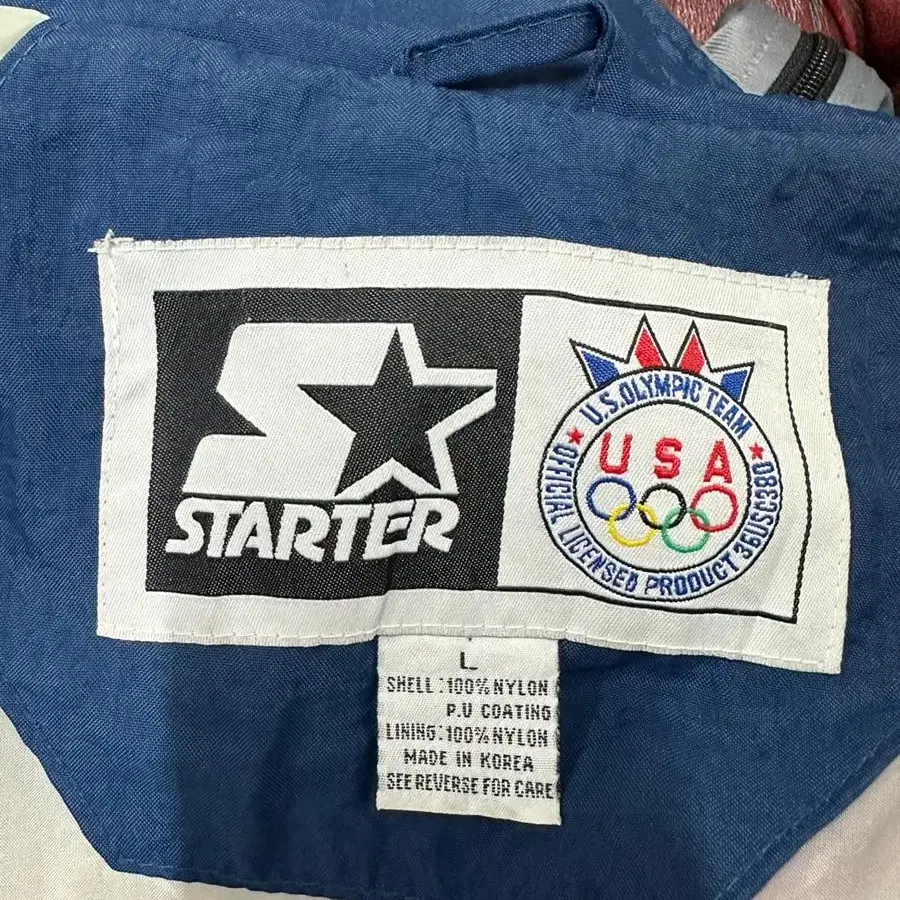 STARTER
U.S.OLYMPIC TEAM
USA
OFFICIAL LICENSED PRODUCT 36USC380
L
SHELL:100%NYLON
P.U COATING
LINING:100%NYLON
MADE IN KOREA
SEE REVERSE FOR CARE